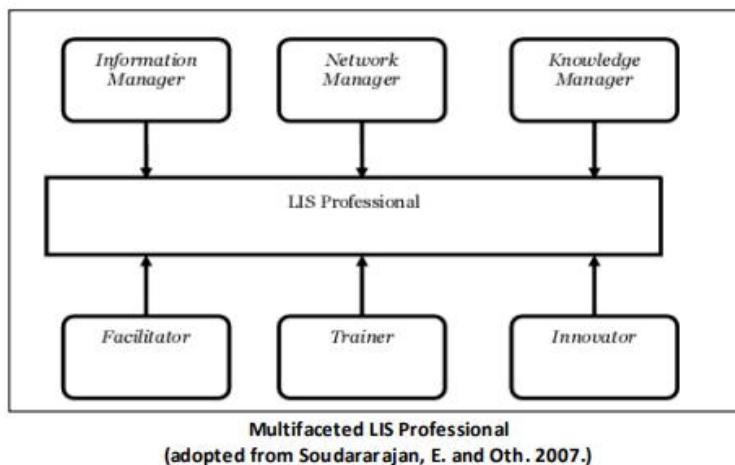 Information
Manager
Network
Manager
Knowledge
Manager
LIS Professional
Facilitator
Trainer
Innovator
Multifaceted LIS Professional
(adopted from Soudararajan, E. and Oth. 2007.)